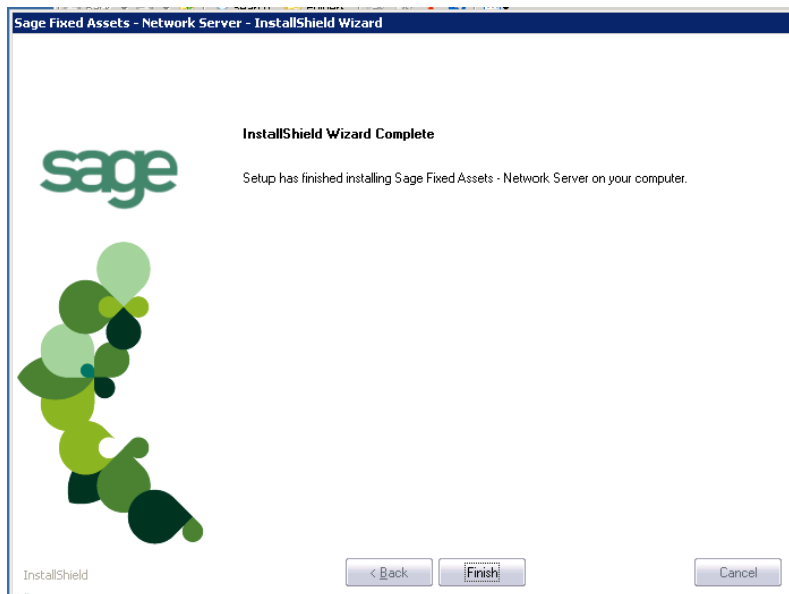 Sage Fixed Assets - Network Server - InstallShield Wizard
InstallShield Wizard Complete
sage
Setup has finished installing Sage Fixed Assets - Network Server on your computer.
InstallShield
< Back
Finish
Cancel